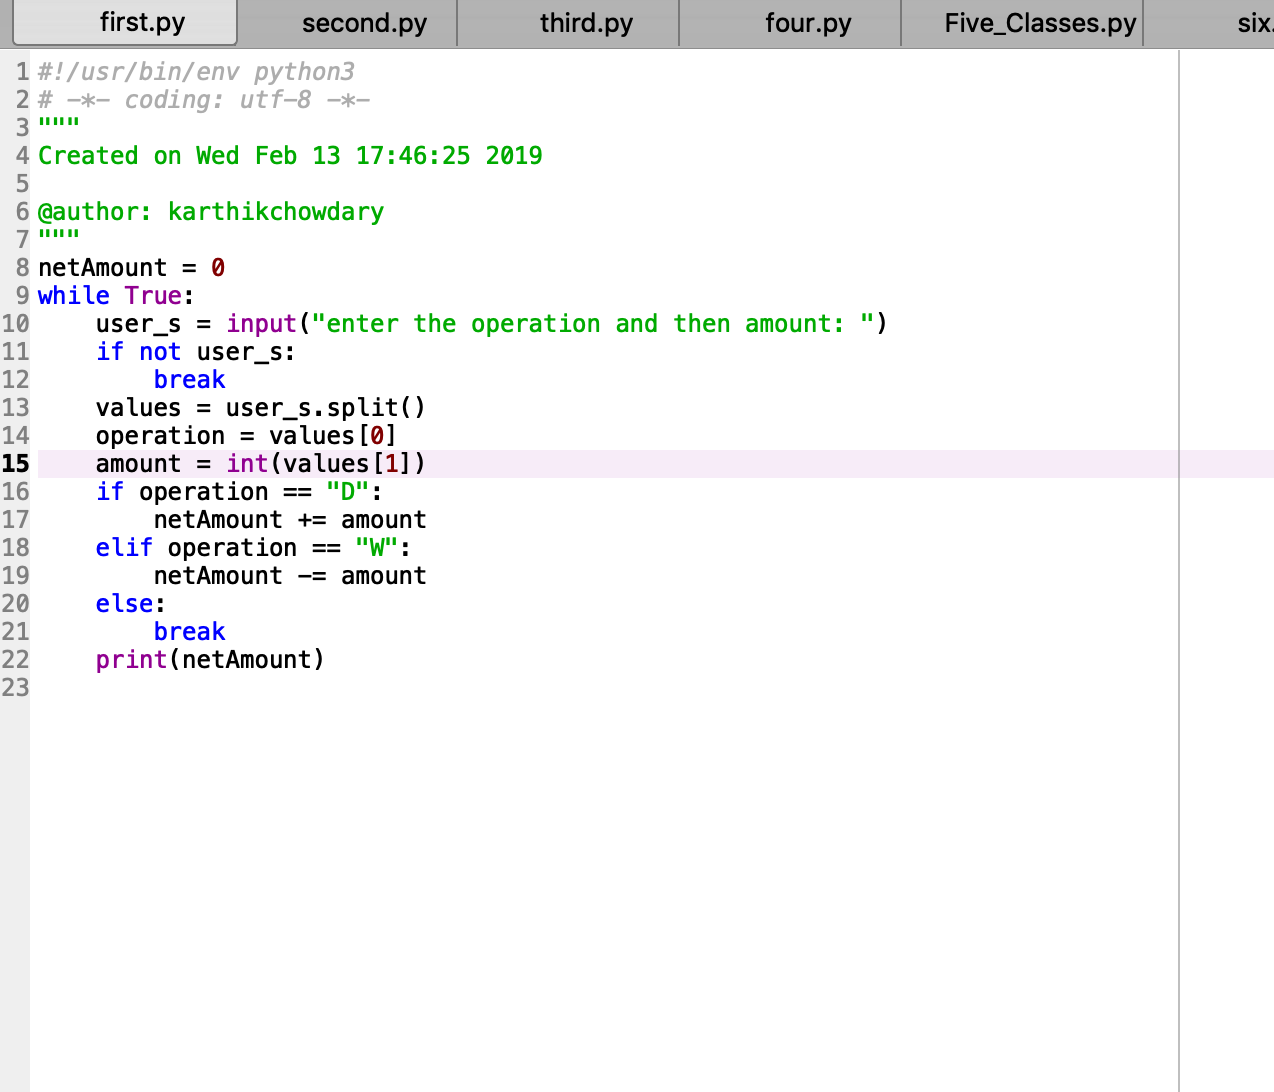 first.py second.py third.py four.py Five_Classes.py six.
1 #!/usr/bin/env python3
2 # -*- coding: utf-8 -*-
3 """
4 Created on Wed Feb 13 17:46:25 2019
5
6 @author: karthikchowdary
7 """
8 netAmount = 0
9 while True:
10     user_s = input("enter the operation and then amount: ")
11     if not user_s:
12         break
13     values = user_s.split()
14     operation = values[0]
15     amount = int(values[1])
16     if operation == "D":
17         netAmount += amount
18     elif operation == "W":
19         netAmount -= amount
20     else:
21         break
22     print(netAmount)
23